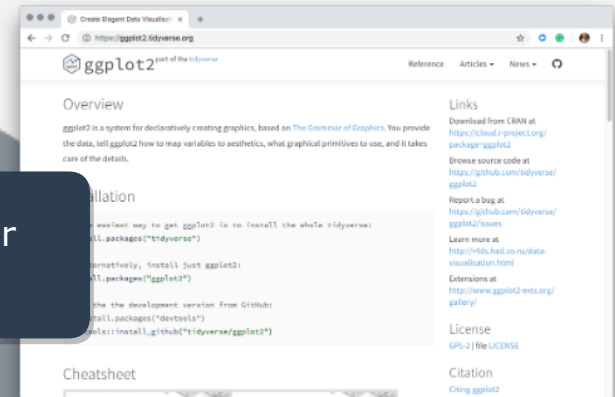 Create Elegant Data Visualisati
https://ggplot2.tidyverse.org
ggplot2 part of the tidyverse
Reference Articles News
Overview
ggplot2 is a system for declaratively creating graphics, based on The Grammar of Graphics. You provide
the data, tell ggplot2 how to map variables to aesthetics, what graphical primitives to use, and it takes
care of the details.
r
allation
easiest way to get ggplot2 is to install the whole tidyverse:
all.packages("tidyverse")
ernatively, install just ggplot2:
ll.packages("ggplot2")
the the development version from GitHub:
tall.packages("devtools")
tools::install_github("tidyverse/ggplot2")
Cheatsheet
Links
Download from CRAN at
https://cloud.r-project.org/
package=ggplot2
Browse source code at
https://github.com/tidyverse/
ggplot2
Report a bug at
https://github.com/tidyverse/
ggplot2/issues
Learn more at
http://r4ds.had.co.nz/data-
visualisation.html
Extensions at
http://www.ggplot2-exts.org/
gallery/
License
GPL-2 | file LICENSE
Citation
Citing ggplot2